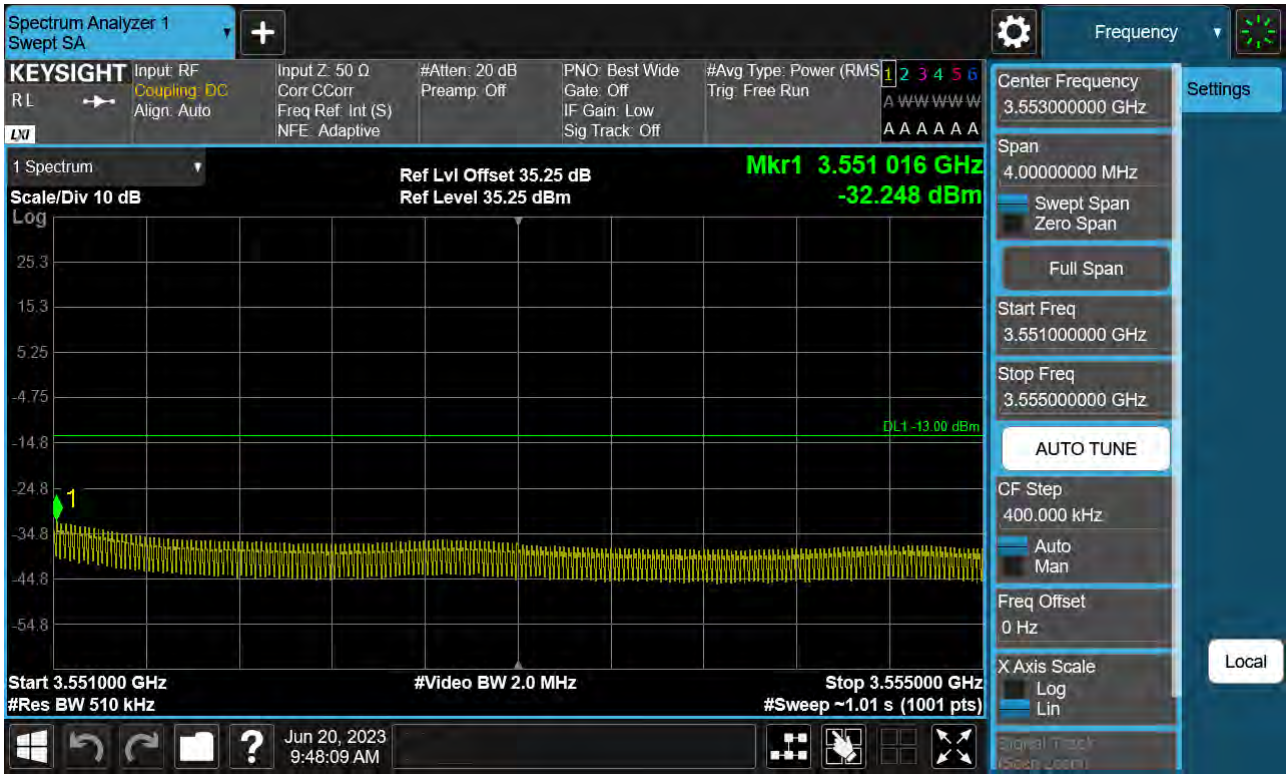 Spectrum Analyzer 1
Swept SA
+
Frequency
KEYSIGHT
RL
LXI
Input: RF
Coupling: DC
Align: Auto
Input Z: 50 Ω
Corr CCorr
Freq Ref: Int (S)
NFE: Adaptive
#Atten: 20 dB
Preamp: Off
PNO: Best Wide
Gate: Off
IF Gain: Low
Sig Track: Off
#Avg Type: Power (RMS
Trig: Free Run
1 2 3 4 5 6
A W W W W W
A A A A A A
1 Spectrum
Scale/Div 10 dB
Ref Lvl Offset 35.25 dB
Ref Level 35.25 dBm
Mkr1 3.551 016 GHz
-32.248 dBm
Log
25.3
15.3
5.25
-4.75
-14.8
-24.8
-34.8
-44.8
-54.8
DL1 -13.00 dBm
1
Start 3.551000 GHz
#Res BW 510 kHz
#Video BW 2.0 MHz
Stop 3.555000 GHz
#Sweep ~1.01 s (1001 pts)
Center Frequency
3.553000000 GHz
Span
4.00000000 MHz
Swept Span
Zero Span
Full Span
Start Freq
3.551000000 GHz
Stop Freq
3.555000000 GHz
AUTO TUNE
CF Step
400.000 kHz
Auto
Man
Freq Offset
0 Hz
X Axis Scale
Log
Lin
Signal Track
(Span Zoom)
Settings
Local
?
Jun 20, 2023
9:48:09 AM